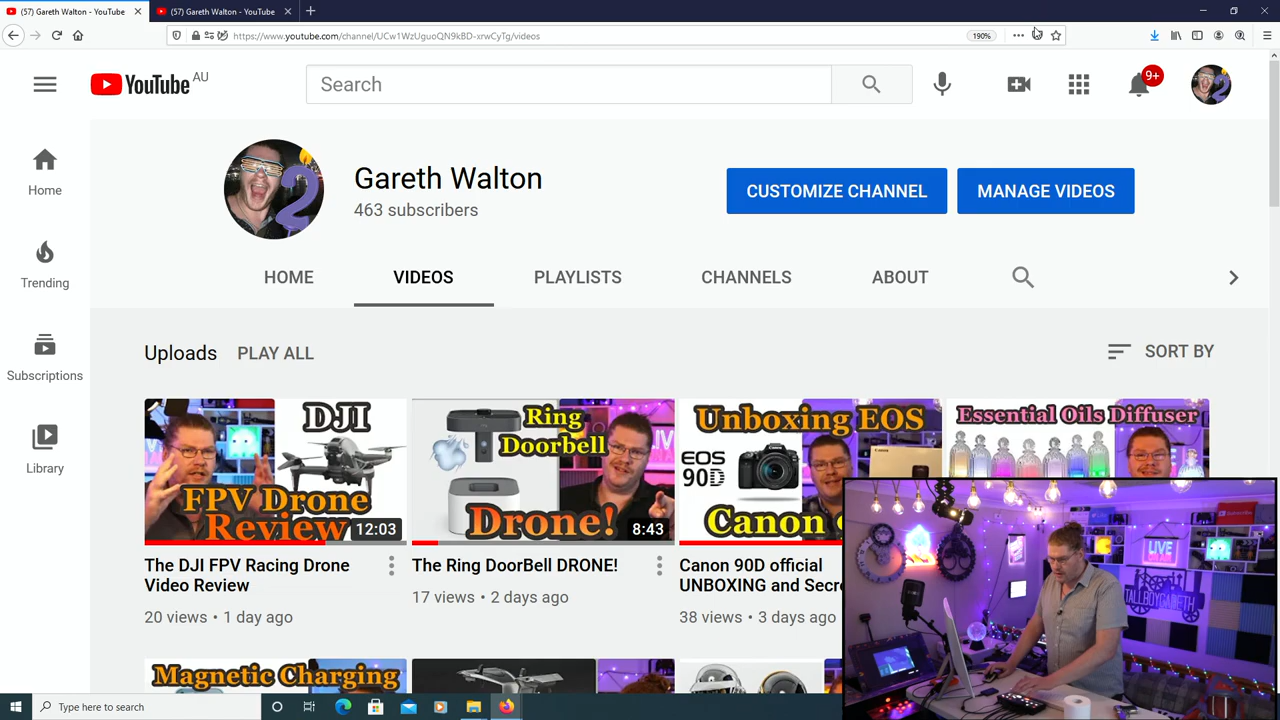 (57) Gareth Walton - YouTube
(57) Gareth Walton - YouTube
https://www.youtube.com/channel/UCw1WzUguoQN9kBD-xrwCyTg/videos
190%
YouTube AU
Search
9+
2
Home
Trending
Subscriptions
Library
2
Gareth Walton
463 subscribers
CUSTOMIZE CHANNEL
MANAGE VIDEOS
HOME
VIDEOS
PLAYLISTS
CHANNELS
ABOUT
Uploads
PLAY ALL
SORT BY
DJI
FPV Drone
Review
12:03
Ring
Doorbell
Drone!
8:43
Unboxing EOS
EOS
90D
Canon
Essential Oils Diffuser
The DJI FPV Racing Drone
Video Review
20 views • 1 day ago
The Ring DoorBell DRONE!
17 views • 2 days ago
Canon 90D official
UNBOXING and Secre
38 views • 3 days ago
Magnetic Charging
LIVE
TALLBOYGARETH
Type here to search